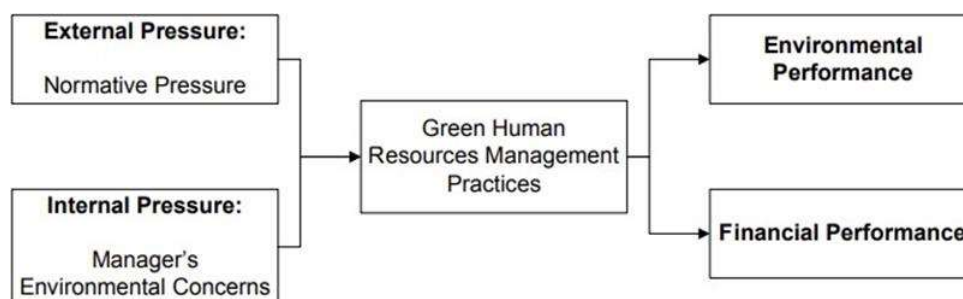 External Pressure:
Normative Pressure
Internal Pressure:
Manager's
Environmental Concerns
Green Human
Resources Management
Practices
Environmental
Performance
Financial Performance